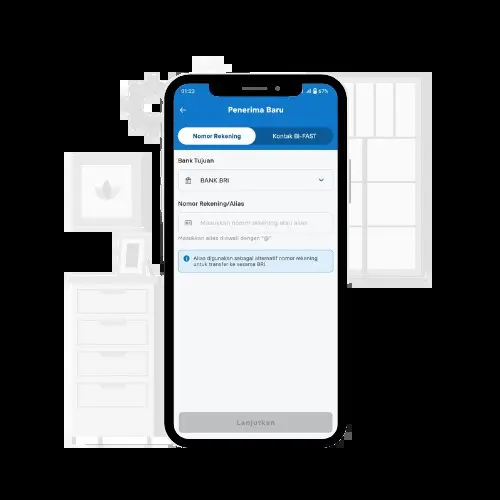 01:23
67%
Penerima Baru
Nomor Rekening
Kontak BI-FAST
Bank Tujuan
BANK BRI
Nomor Rekening/Alias
Masukkan nomor rekening atau alias
Masukkan alias diawali dengan "@"
Alias digunakan sebagai alternatif nomor rekening
untuk transfer ke sesama BRI.
Lanjutkan